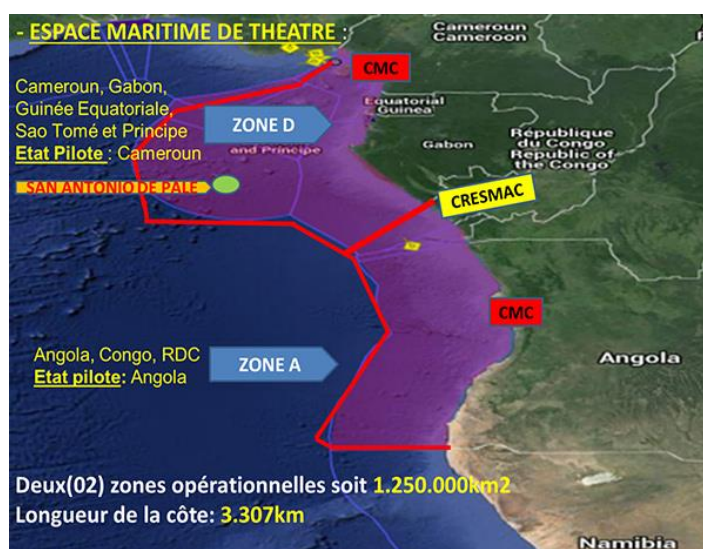 - ESPACE MARITIME DE THEATRE :
Cameroun
Cameroon
CMC
Cameroun, Gabon,
Guinée Equatoriale,
Sao Tomé et Principe
Etat Pilote : Cameroun
ZONE D
Equatorial
Guinea
and Príncipe
Gabon
République
du Congo
Republic of
the Congo
SAN ANTONIO DE PALE
CRESMAC
CMC
Angola, Congo, RDC
Etat pilote: Angola
ZONE A
Angola
Deux(02) zones opérationnelles soit 1.250.000km2
Longueur de la côte: 3.307km
Namibia